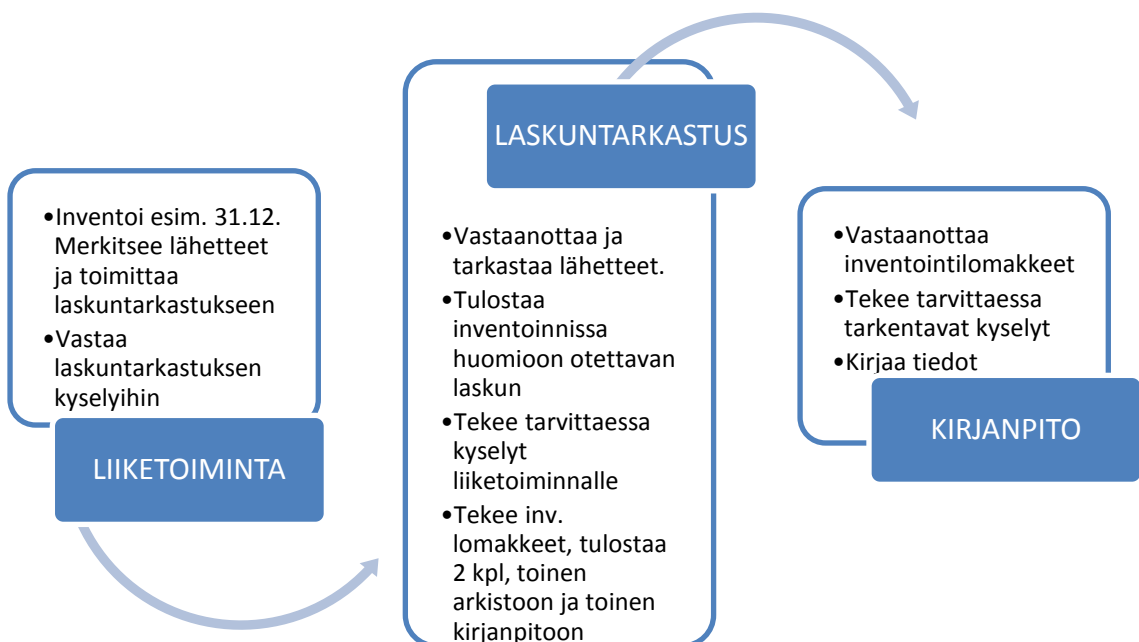 •Inventoi esim. 31.12.
Merkitsee lähetteet
ja toimittaa
laskuntarkastukseen
•Vastaa
laskuntarkastuksen
kyselyihin
LIIKETOIMINTA
LASKUNTARKASTUS
•Vastaanottaa ja
tarkastaa lähetteet.
•Tulostaa
inventoinnissa
huomioon otettavan
laskun
•Tekee tarvittaessa
kyselyt
liiketoiminnalle
•Tekee inv.
lomakkeet, tulostaa
2 kpl, toinen
arkistoon ja toinen
kirjanpitoon
•Vastaanottaa
inventointilomakkeet
•Tekee tarvittaessa
tarkentavat kyselyt
•Kirjaa tiedot
KIRJANPITO